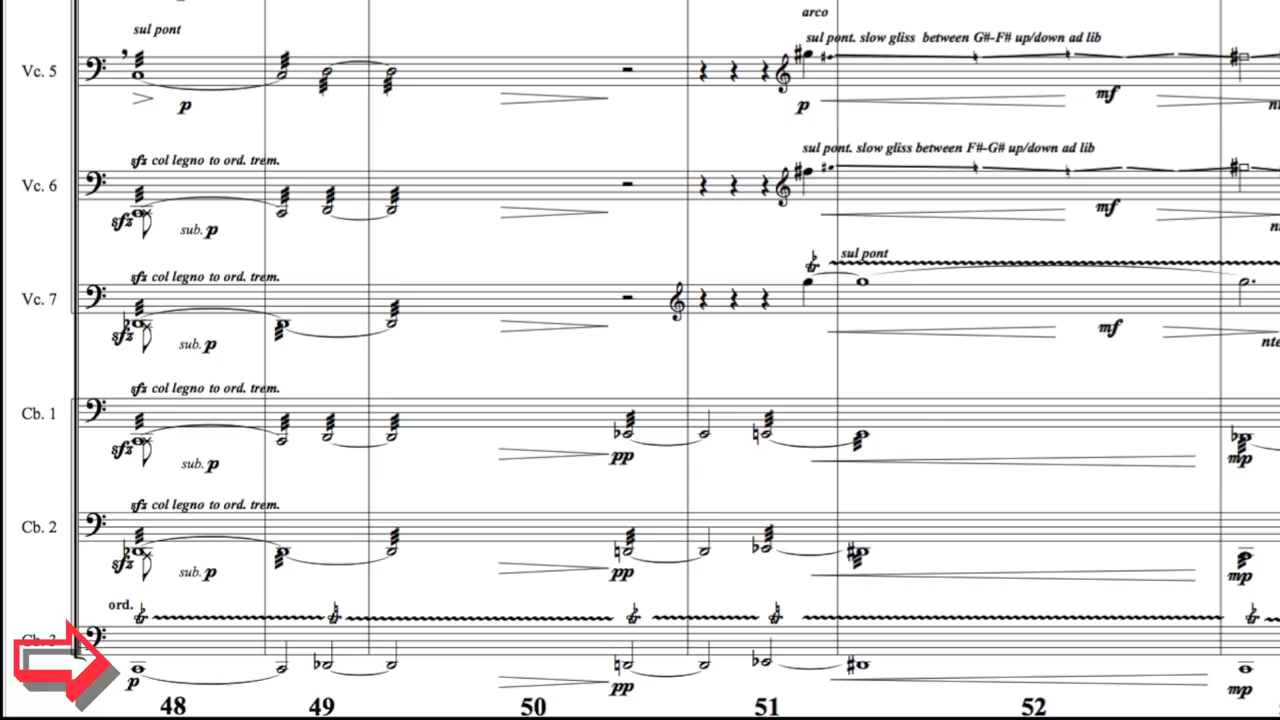 arco
sul pont
sul pont. slow gliss between G#-F# up/down ad lib
Vc. 5
p
p
mf
sfz col legno to ord. trem.
sul pont. slow gliss between F#-G# up/down ad lib
Vc. 6
sfz
sub. p
mf
sul pont
sfz col legno to ord. trem.
Vc. 7
sfz
sub. p
mf
sfz col legno to ord. trem.
Cb. 1
sfz
sub. p
pp
mp
sfz col legno to ord. trem.
Cb. 2
sfz
sub. p
pp
mp
ord.
Cb. 3
p
pp
mp
48 49 50 51 52